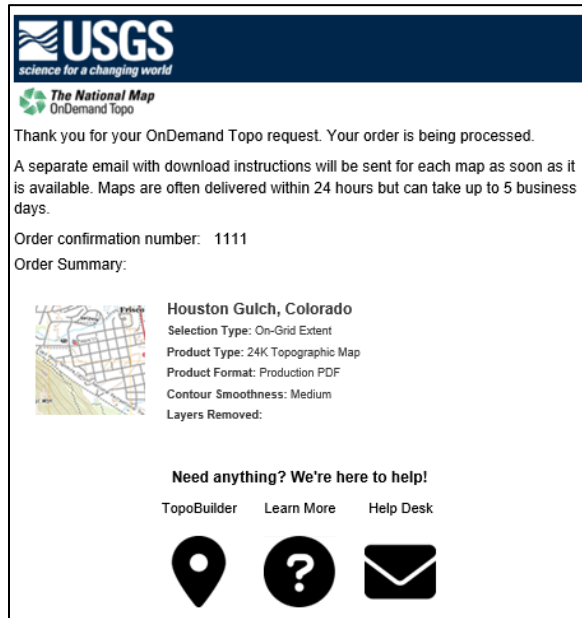 USGS
science for a changing world
The National Map
OnDemand Topo
Thank you for your OnDemand Topo request. Your order is being processed.
A separate email with download instructions will be sent for each map as soon as it
is available. Maps are often delivered within 24 hours but can take up to 5 business
days.
Order confirmation number: 1111
Order Summary:
Frisco
Houston Gulch, Colorado
Selection Type: On-Grid Extent
Product Type: 24K Topographic Map
Product Format: Production PDF
Contour Smoothness: Medium
Layers Removed:
Need anything? We're here to help!
TopoBuilder Learn More Help Desk
?